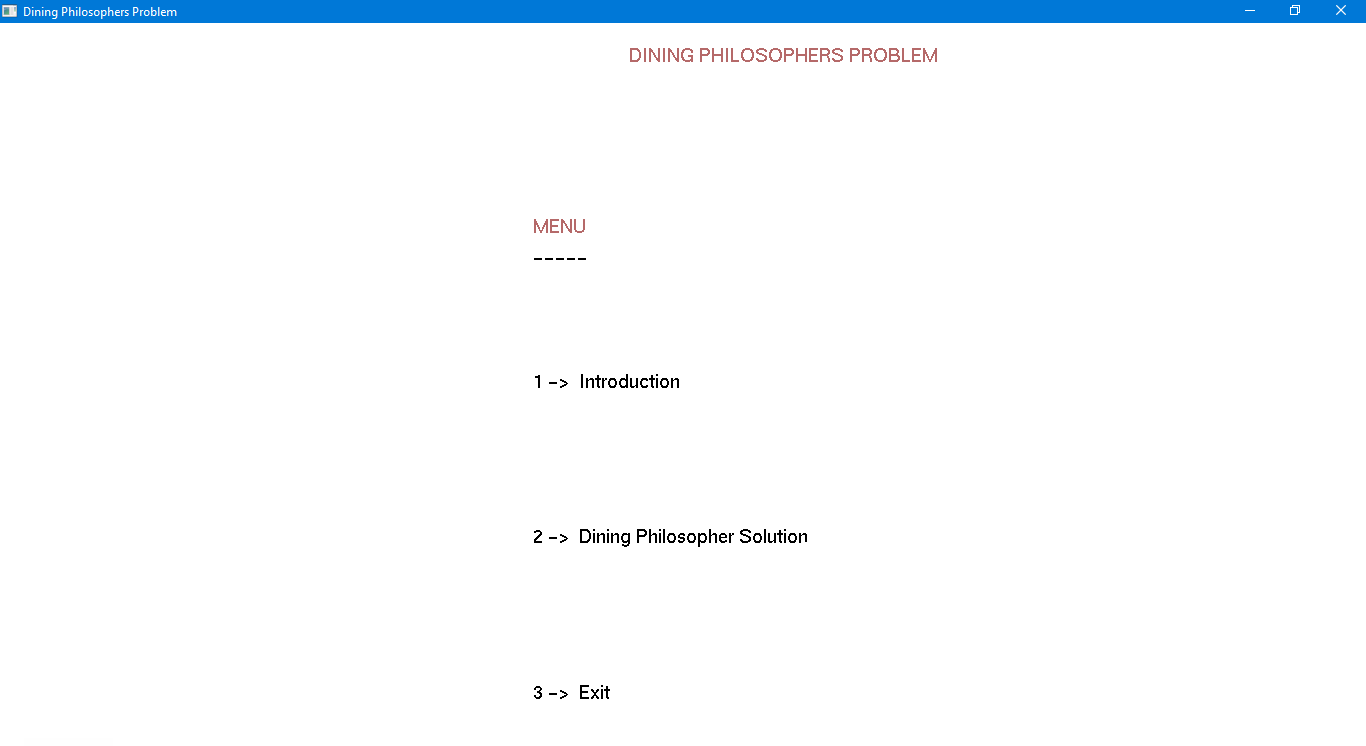 Dining Philosophers Problem
DINING PHILOSOPHERS PROBLEM
MENU
-----
1 -> Introduction
2 -> Dining Philosopher Solution
3 -> Exit